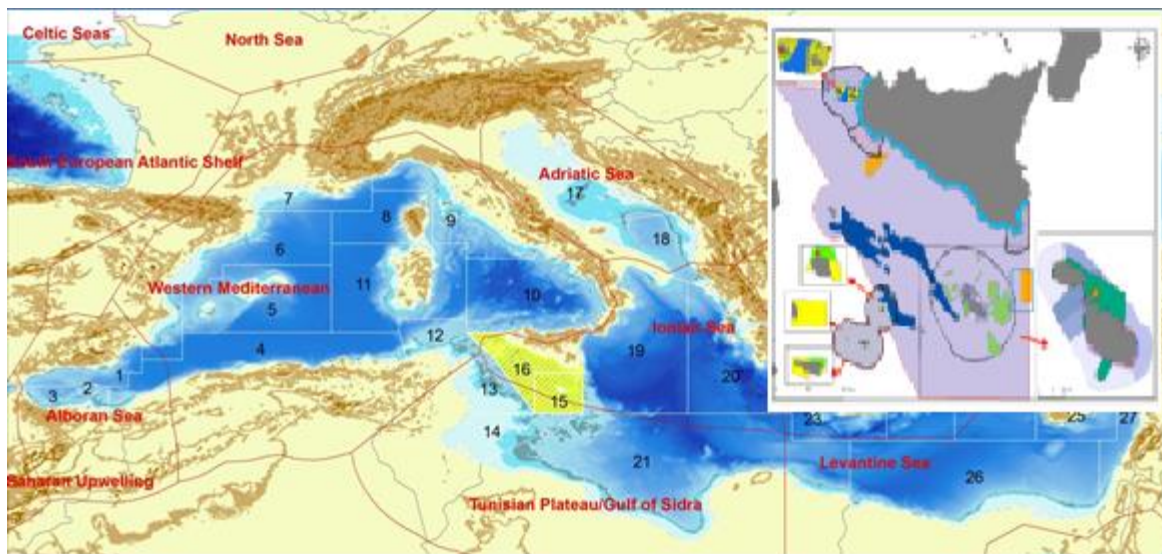 Celtic Seas
North Sea
South European Atlantic Shelf
Adriatic Sea
17
7
8
9
18
6
Western Mediterranean
11
10
5
Ionian Sea
12
19
4
16
20
1
13
3
2
15
Alboran Sea
14
23
25
27
21
Levantine Sea
26
Saharan Upwelling
Tunisian Plateau/Gulf of Sidra